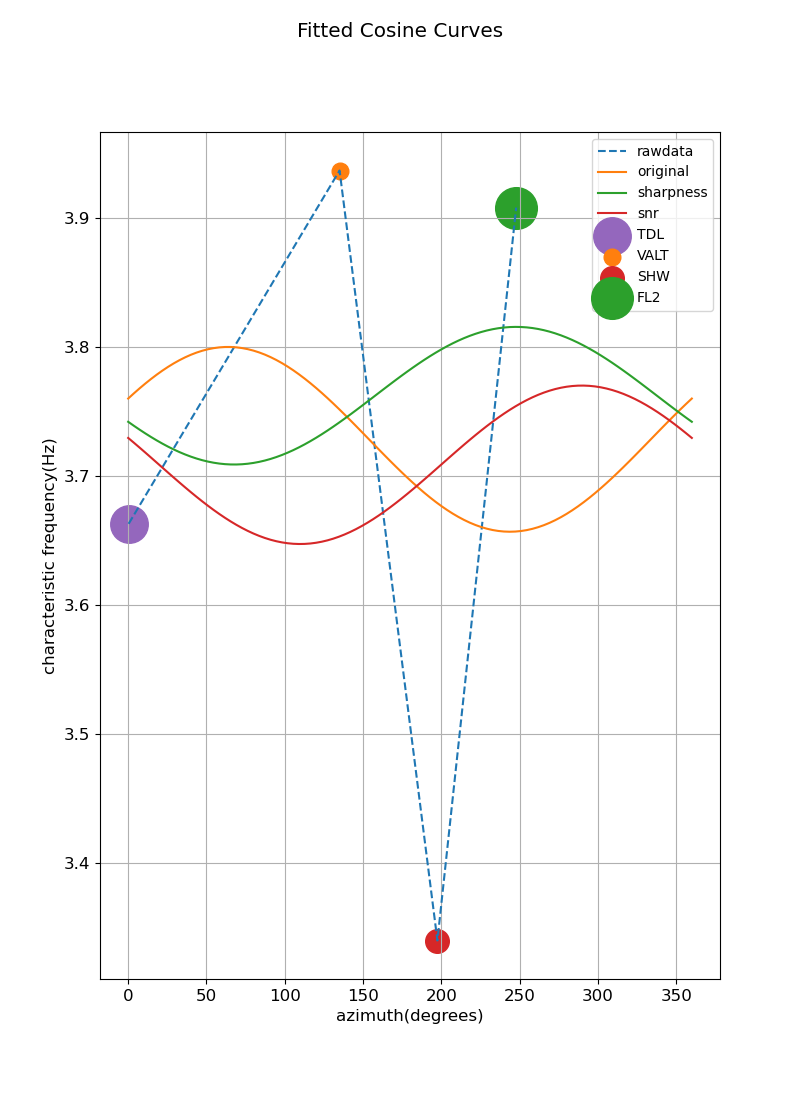 Fitted Cosine Curves
rawdata
original
sharpness
snr
TDL
VALT
SHW
FL2
3.9
3.8
3.7
3.6
3.5
3.4
characteristic frequency(Hz)
0 50 100 150 200 250 300 350
azimuth(degrees)